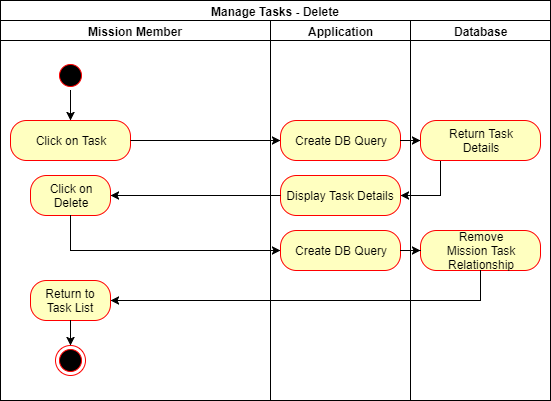 Manage Tasks - Delete
Mission Member
Application
Database
Click on Task
Create DB Query
Return Task
Details
Click on
Delete
Display Task Details
Create DB Query
Remove
Mission Task
Relationship
Return to
Task List